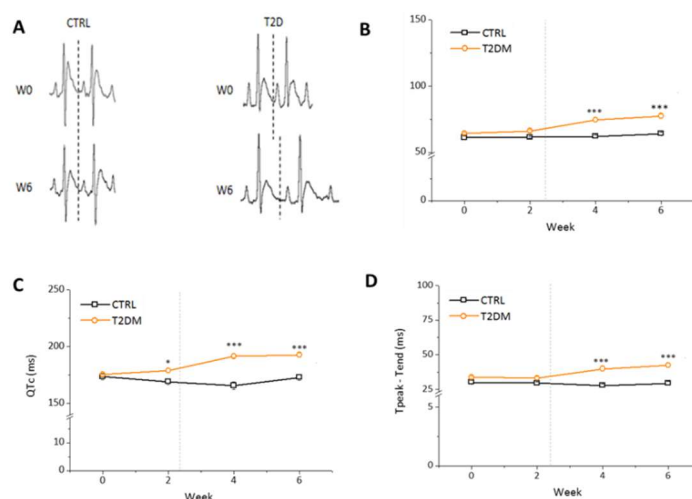 A
CTRL
T2D
W0
W0
W6
W6
B
CTRL
T2DM
150
100
50
0
***
***
0 2 4 6
Week
C
CTRL
T2DM
QTc (ms)
250
200
150
100
50
0
*
***
***
0 2 4 6
Week
D
CTRL
T2DM
Tpeak - Tend (ms)
100
75
50
25
5
0
***
***
0 2 4 6
Week